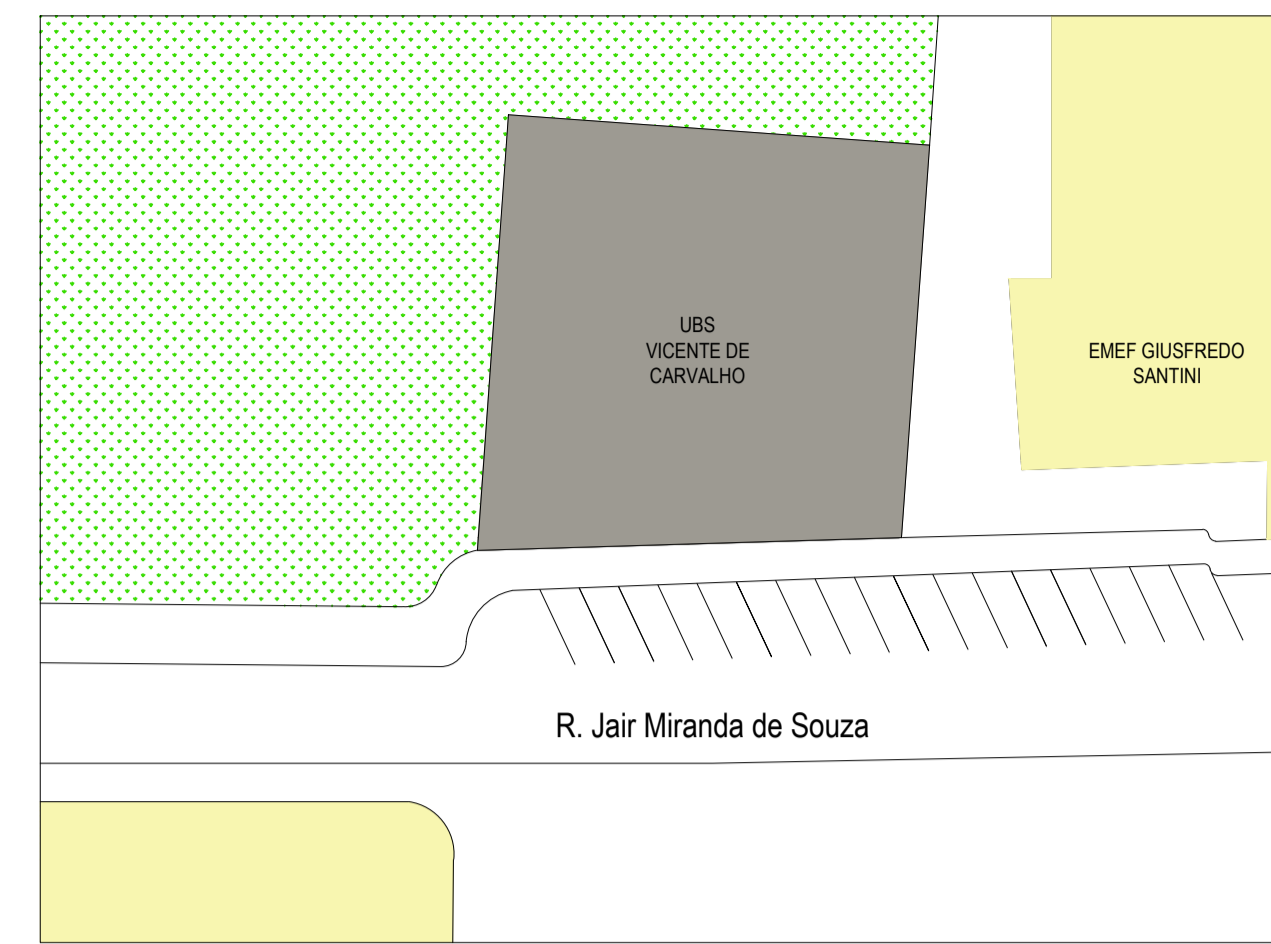 UBS
VICENTE DE
CARVALHO
EMEF GIUSFREDO
SANTINI
R. Jair Miranda de Souza